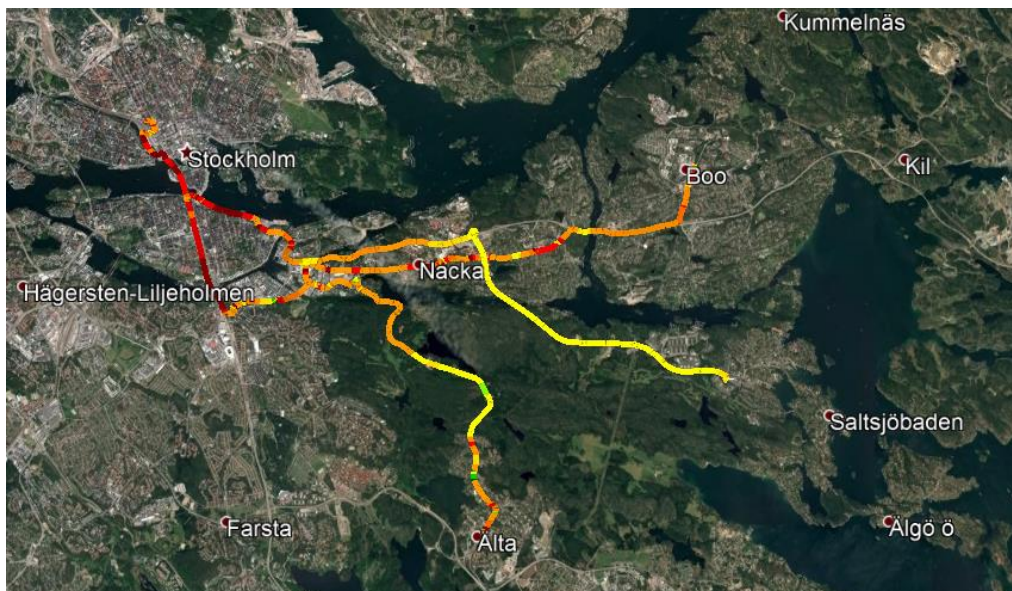 Kummelnäs
Stockholm
Boo
Kil
Nacka
Hägersten-Liljeholmen
Saltsjöbaden
Farsta
Älta
Älgö ö